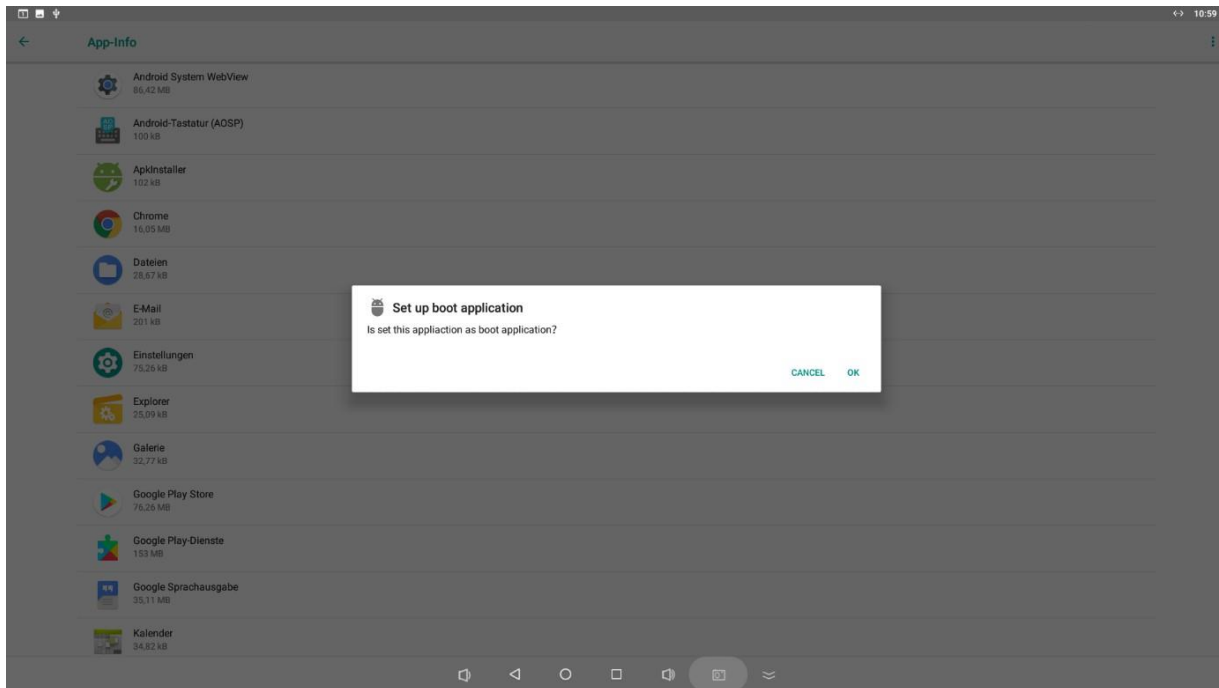 10:59
App-Info
Android System WebView
86,42 MB
Android-Tastatur (AOSP)
100 kB
ApkInstaller
102 kB
Chrome
16,05 MB
Dateien
28,67 kB
E-Mail
201 kB
Einstellungen
75,26 kB
Explorer
25,09 kB
Galerie
32,77 kB
Google Play Store
76,26 MB
Google Play-Dienste
153 MB
Google Sprachausgabe
35,11 MB
Kalender
34,82 kB
Set up boot application
Is set this appliaction as boot application?
CANCEL OK